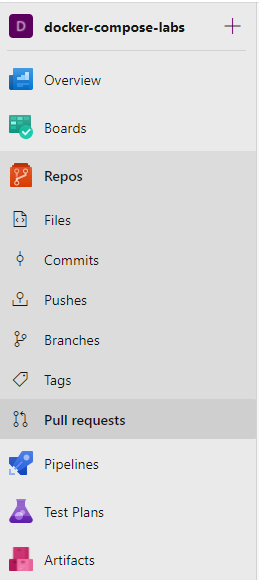 D docker-compose-labs
Overview
Boards
Repos
Files
Commits
Pushes
Branches
Tags
Pull requests
Pipelines
Test Plans
Artifacts